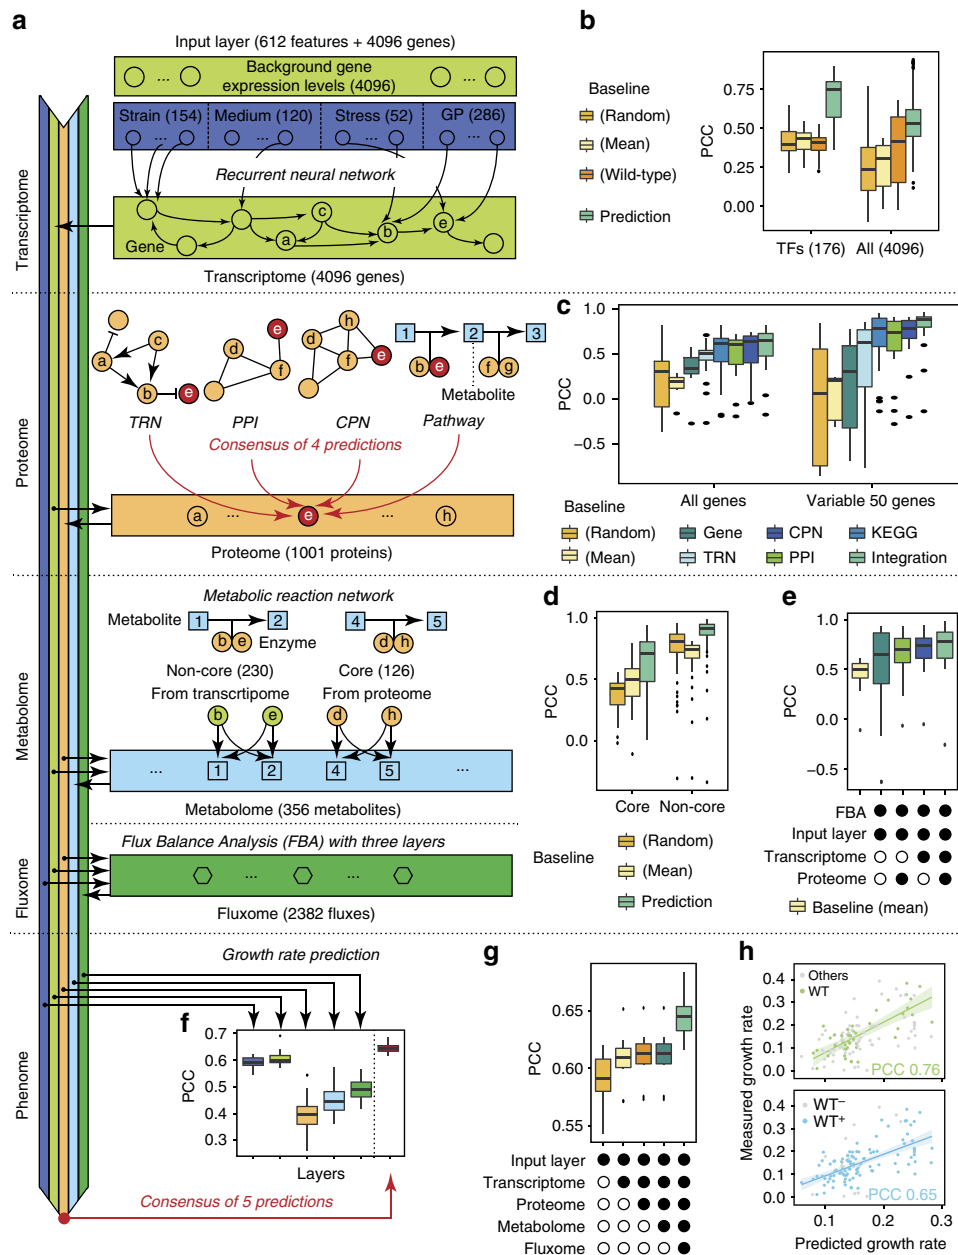 a
Input layer (612 features + 4096 genes)
Background gene
expression levels (4096)
... ...
Strain (154) Medium (120) Stress (52) GP (286)
... ... ... ...
Recurrent neural network
c
a
b
e
Gene
Transcriptome (4096 genes)
Transcriptome
b
Baseline
(Random)
(Mean)
(Wild-type)
Prediction
PCC
0.75
0.50
0.25
0.00
TFs (176) All (4096)
Proteome
a c b e
TRN
d e f
PPI
d h f e
CPN
1 2 3
b e f g
Metabolite
Pathway
Consensus of 4 predictions
a ... e ... h
Proteome (1001 proteins)
c
PCC
1.0
0.5
0.0
−0.5
All genes Variable 50 genes
Baseline
(Random) Gene CPN KEGG
(Mean) TRN PPI Integration
Metabolome
Metabolic reaction network
Metabolite 1 2 4 5
b e Enzyme d h
Non-core (230) Core (126)
From transcrtipome From proteome
b e d h
... 1 2 4 5 ...
Metabolome (356 metabolites)
d
PCC
1.0
0.5
0.0
Core Non-core
Baseline
(Random)
(Mean)
Prediction
e
PCC
1.0
0.5
0.0
−0.5
FBA
Input layer
Transcriptome
Proteome
Baseline (mean)
Fluxome
Flux Balance Analysis (FBA) with three layers
... ...
Fluxome (2382 fluxes)
Phenome
Growth rate prediction
f
PCC
0.7
0.6
0.5
0.4
0.3
Layers
Consensus of 5 predictions
g
PCC
0.65
0.60
0.55
Input layer
Transcriptome
Proteome
Metabolome
Fluxome
h
Measured growth rate
0.4
0.3
0.2
0.1
0.0
Others
WT
PCC 0.76
0.4
0.3
0.2
0.1
0.0
WT−
WT+
PCC 0.65
0.1 0.2 0.3
Predicted growth rate